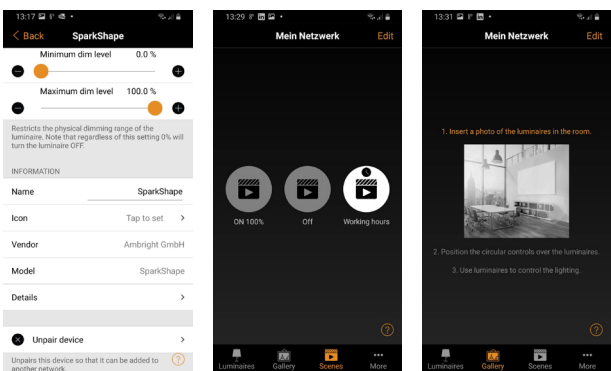 13:17
< Back SparkShape
Minimum dim level 0.0 %
Maximum dim level 100.0 %
Restricts the physical dimming range of the
luminaire. Note that regardless of this setting 0% will
turn the luminaire OFF.
INFORMATION
Name SparkShape
Icon Tap to set >
Vendor Ambright GmbH
Model SparkShape
Details >
Unpair device >
Unpairs this device so that it can be added to
another network.
?
13:29
Mein Netzwerk Edit
ON 100% Off Working hours
?
Luminaires Gallery Scenes More
13:31
Mein Netzwerk Edit
1. Insert a photo of the luminaires in the room.
2. Position the circular controls over the luminaires.
3. Use luminaires to control the lighting.
?
Luminaires Gallery Scenes More